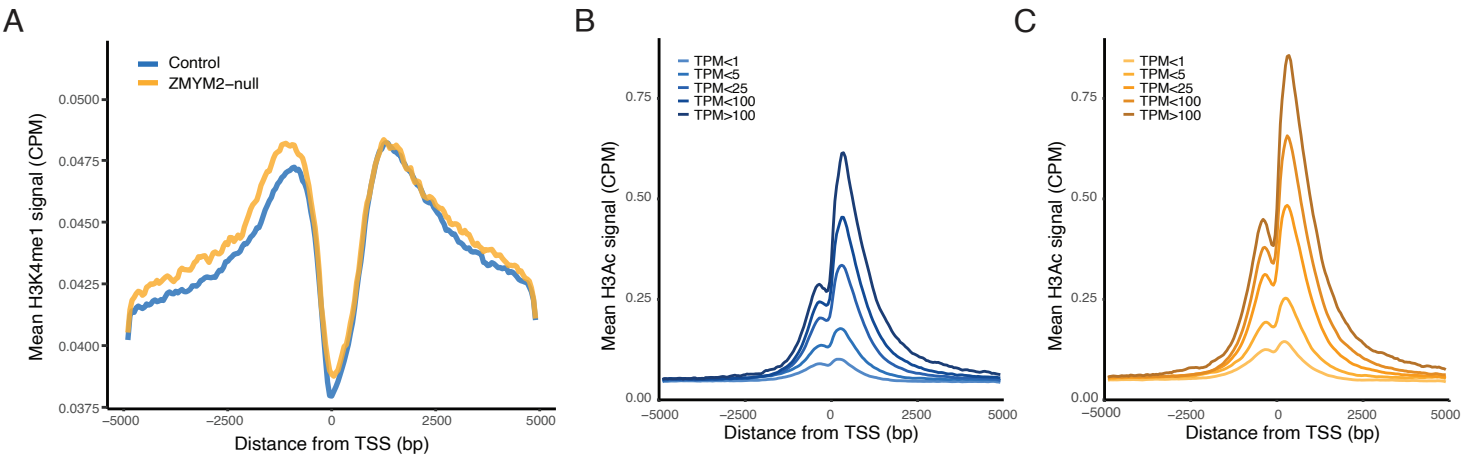 A
Mean H3K4me1 signal (CPM)
0.0500
0.0475
0.0450
0.0425
0.0400
0.0375
Control
ZMYM2−null
−5000
−2500
0
2500
5000
Distance from TSS (bp)
B
Mean H3Ac signal (CPM)
0.75
0.50
0.25
0.00
TPM<1
TPM<5
TPM<25
TPM<100
TPM>100
−5000
−2500
0
2500
5000
Distance from TSS (bp)
C
Mean H3Ac signal (CPM)
0.75
0.50
0.25
0.00
TPM<1
TPM<5
TPM<25
TPM<100
TPM>100
−5000
−2500
0
2500
5000
Distance from TSS (bp)